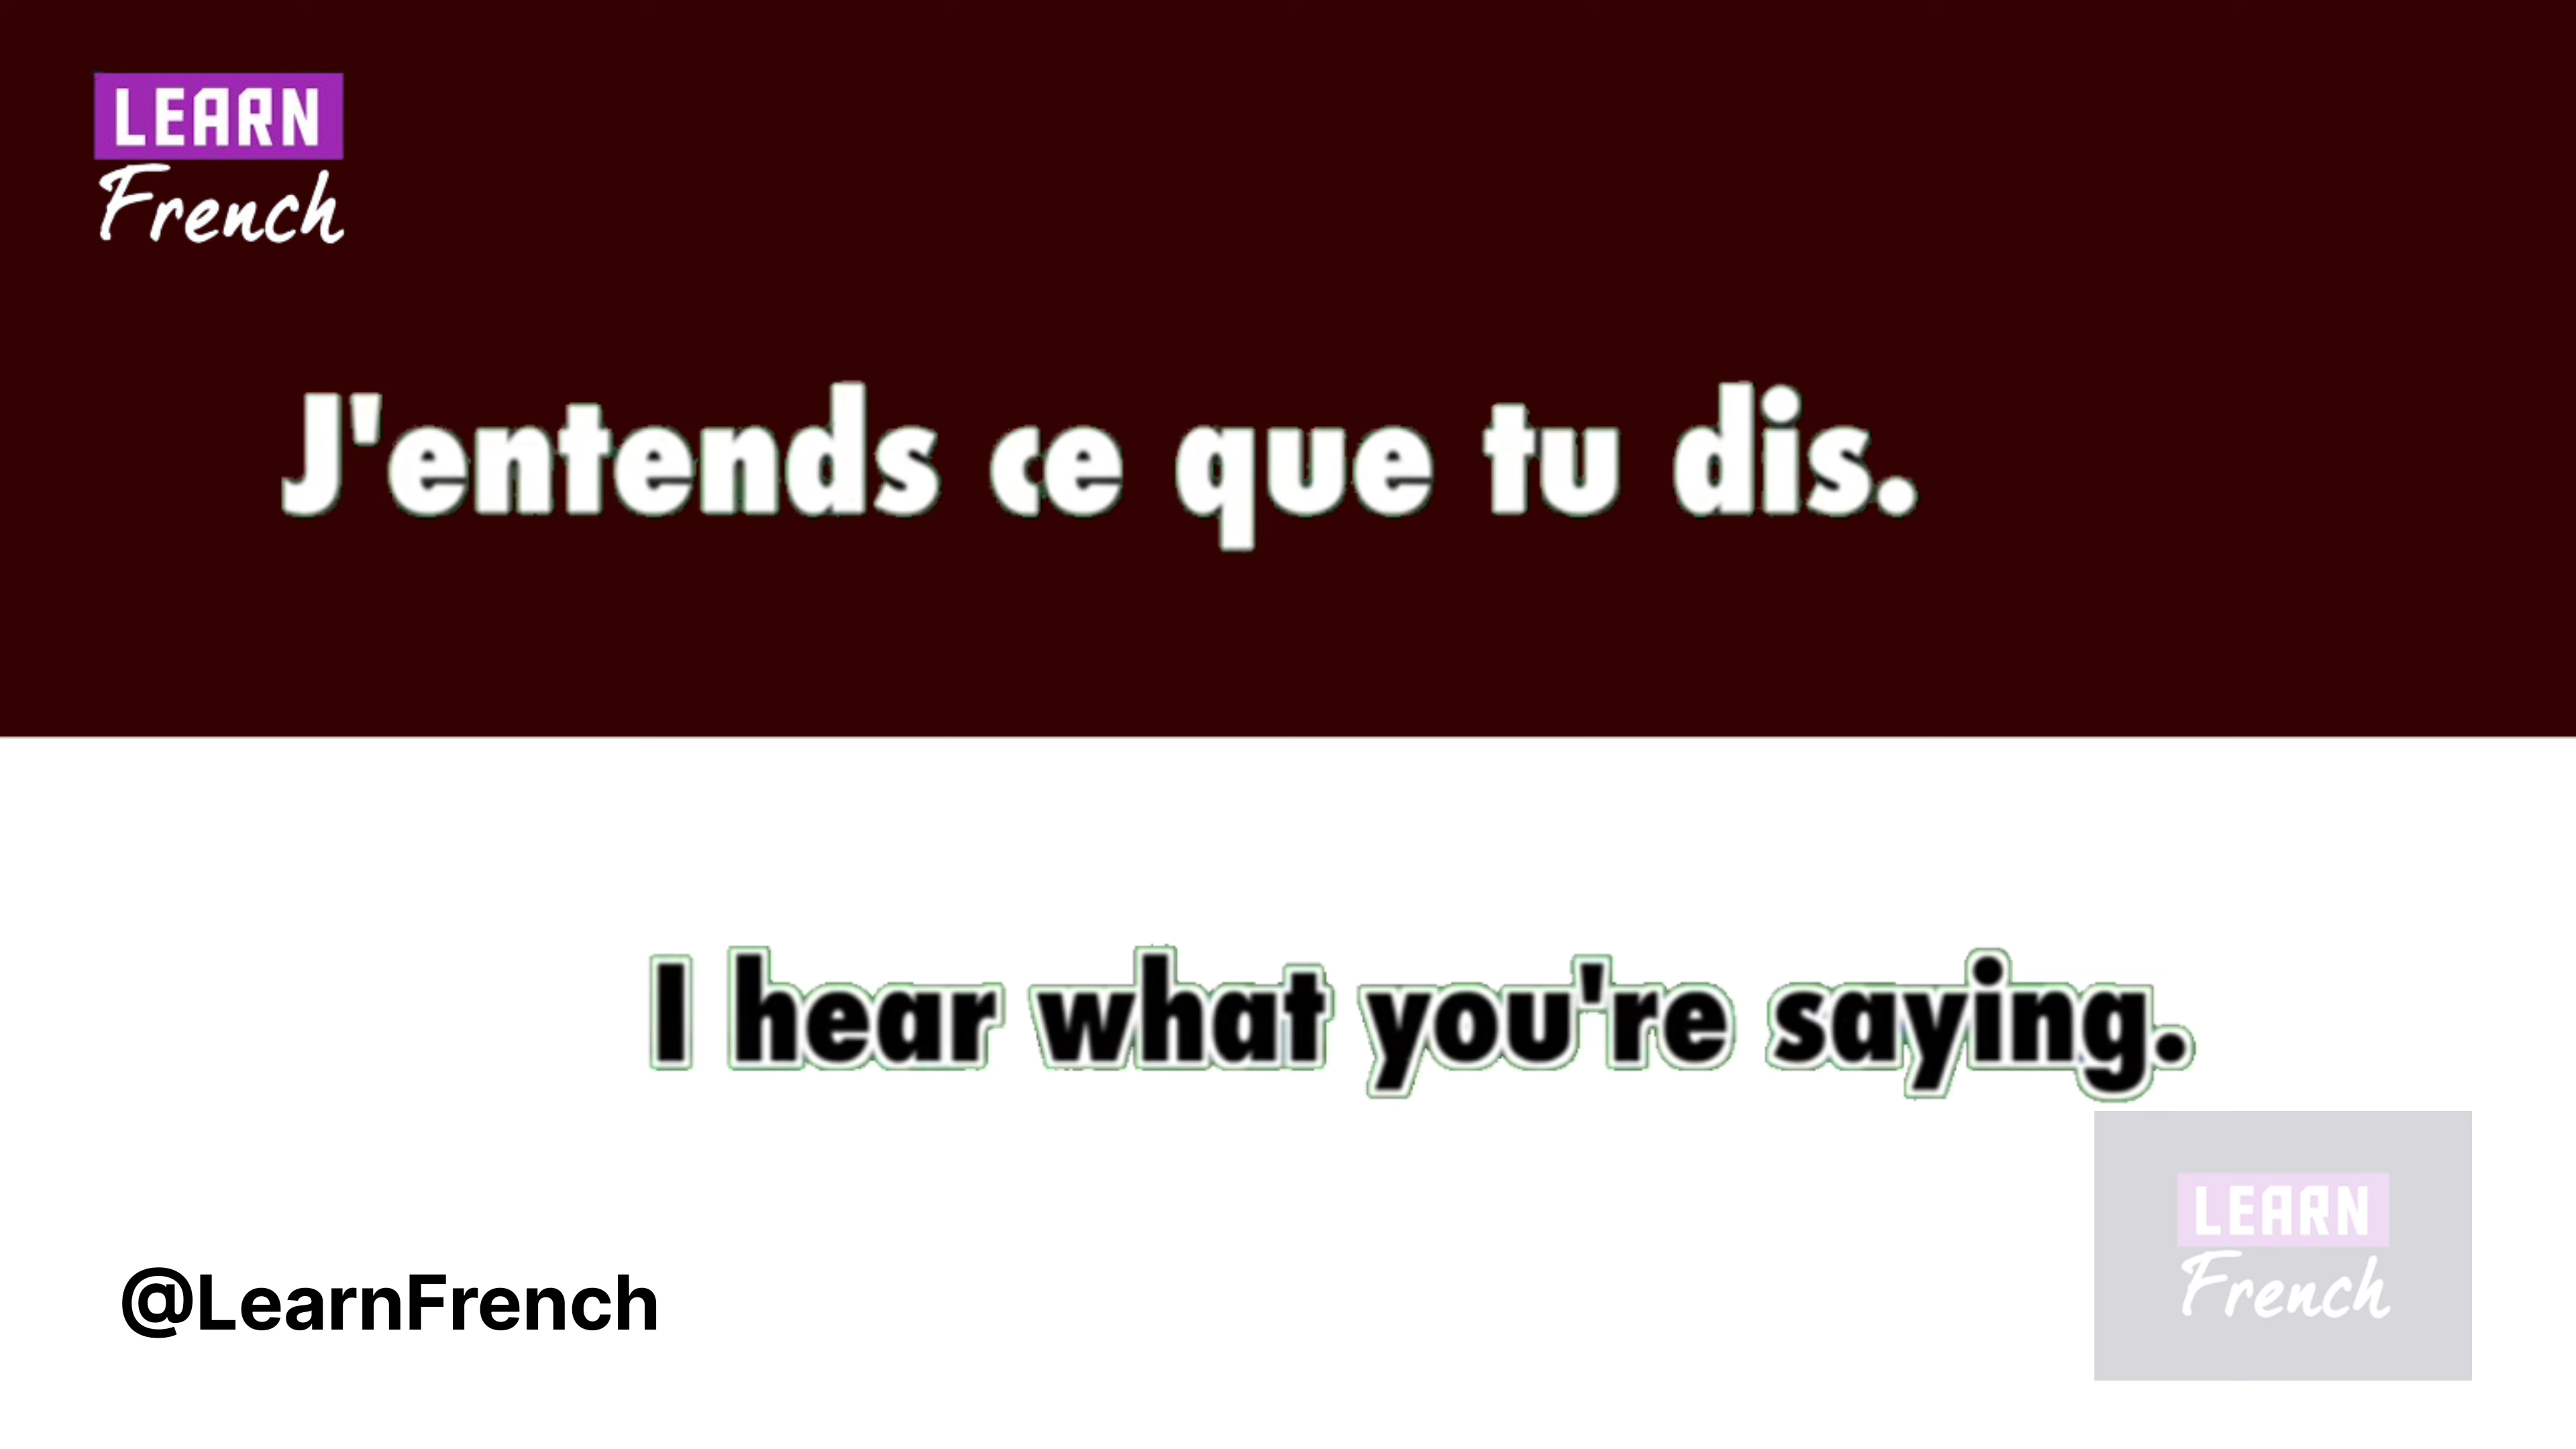 LEARN
French
J'entends ce que tu dis.
I hear what you're saying.
LEARN
French
@LearnFrench